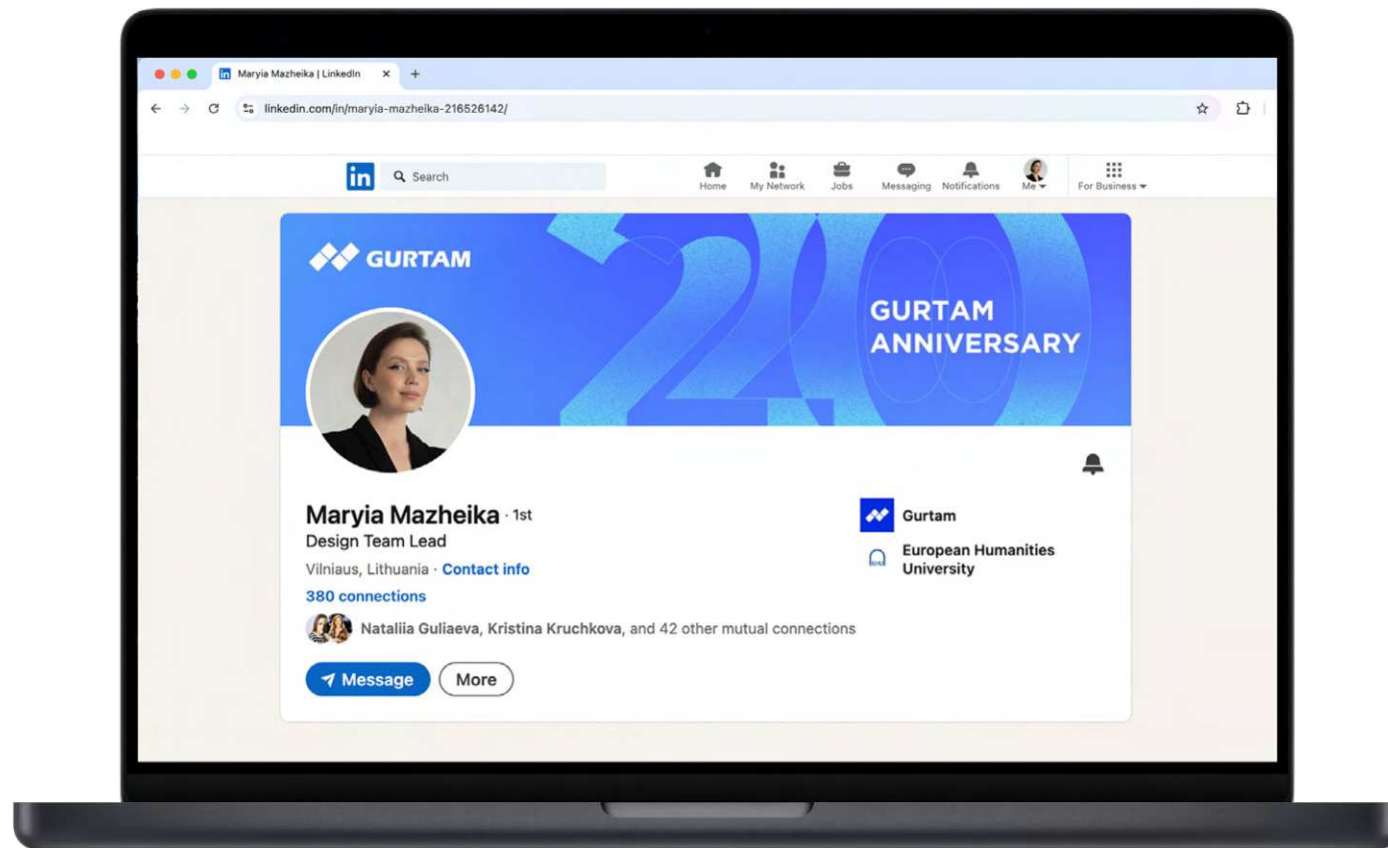 Maryia Mazheika | LinkedIn
linkedin.com/in/maryia-mazheika-216526142/
in
Search
Home
My Network
Jobs
Messaging
Notifications
Me
For Business
GURTAM
20
GURTAM
ANNIVERSARY
Maryia Mazheika · 1st
Design Team Lead
Vilniaus, Lithuania · Contact info
380 connections
Nataliia Guliaeva, Kristina Kruchkova, and 42 other mutual connections
Message
More
Gurtam
European Humanities
University